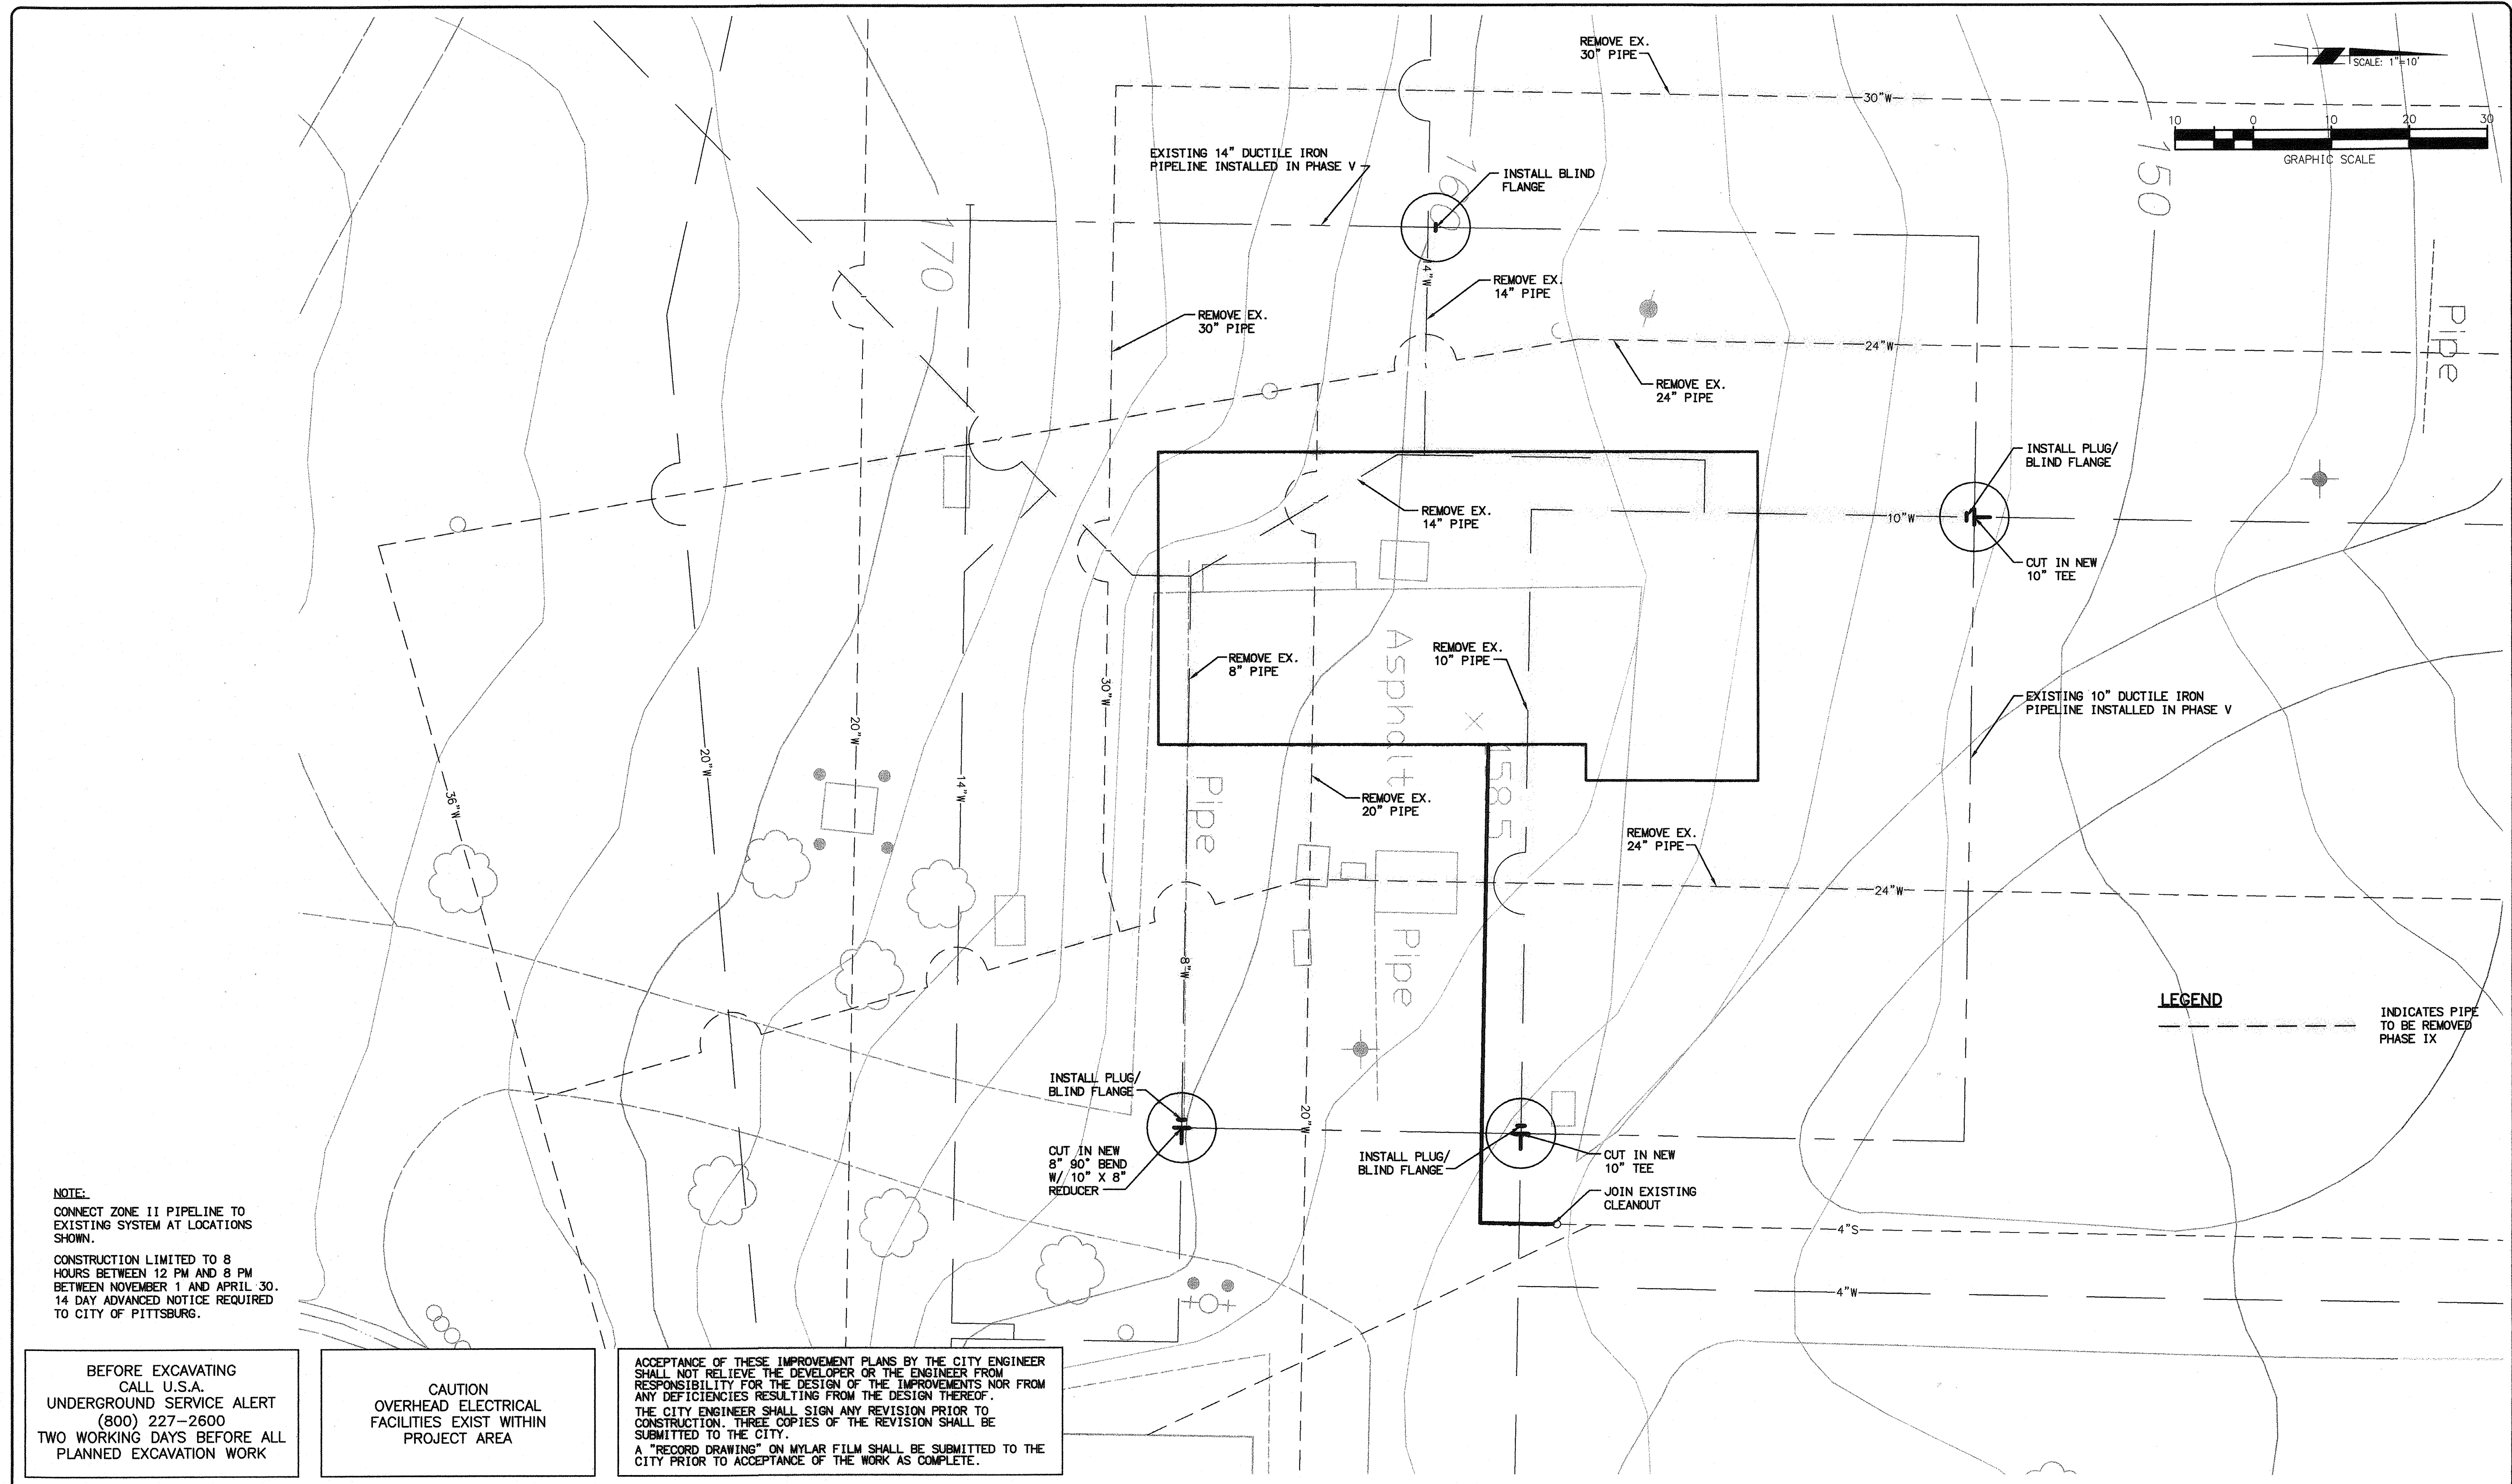 REMOVE EX.
30" PIPE
SCALE: 1"=10'
30"W
10 0 10 20 30
GRAPHIC SCALE
EXISTING 14" DUCTILE IRON
PIPELINE INSTALLED IN PHASE V
160
INSTALL BLIND
FLANGE
150
170
14"W
REMOVE EX.
14" PIPE
REMOVE EX.
30" PIPE
Pipe
24"W
REMOVE EX.
24" PIPE
INSTALL PLUG/
BLIND FLANGE
REMOVE EX.
14" PIPE
10"W
CUT IN NEW
10" TEE
Asphalt
REMOVE EX.
8" PIPE
REMOVE EX.
10" PIPE
30"W
EXISTING 10" DUCTILE IRON
PIPELINE INSTALLED IN PHASE V
20"W
20"W
14"W
36"W
Pipe
X 158.5
REMOVE EX.
20" PIPE
REMOVE EX.
24" PIPE
24"W
8"W
Pipe
LEGEND
INDICATES PIPE
TO BE REMOVED
PHASE IX
INSTALL PLUG/
BLIND FLANGE
20"W
CUT IN NEW
8" 90° BEND
W/ 10" X 8"
REDUCER
INSTALL PLUG/
BLIND FLANGE
CUT IN NEW
10" TEE
JOIN EXISTING
CLEANOUT
4"S
4"W
NOTE:
CONNECT ZONE II PIPELINE TO
EXISTING SYSTEM AT LOCATIONS
SHOWN.
CONSTRUCTION LIMITED TO 8
HOURS BETWEEN 12 PM AND 8 PM
BETWEEN NOVEMBER 1 AND APRIL 30.
14 DAY ADVANCED NOTICE REQUIRED
TO CITY OF PITTSBURG.
BEFORE EXCAVATING
CALL U.S.A.
UNDERGROUND SERVICE ALERT
(800) 227-2600
TWO WORKING DAYS BEFORE ALL
PLANNED EXCAVATION WORK
CAUTION
OVERHEAD ELECTRICAL
FACILITIES EXIST WITHIN
PROJECT AREA
ACCEPTANCE OF THESE IMPROVEMENT PLANS BY THE CITY ENGINEER
SHALL NOT RELIEVE THE DEVELOPER OR THE ENGINEER FROM
RESPONSIBILITY FOR THE DESIGN OF THE IMPROVEMENTS NOR FROM
ANY DEFICIENCIES RESULTING FROM THE DESIGN THEREOF.
THE CITY ENGINEER SHALL SIGN ANY REVISION PRIOR TO
CONSTRUCTION. THREE COPIES OF THE REVISION SHALL BE
SUBMITTED TO THE CITY.
A "RECORD DRAWING" ON MYLAR FILM SHALL BE SUBMITTED TO THE
CITY PRIOR TO ACCEPTANCE OF THE WORK AS COMPLETE.